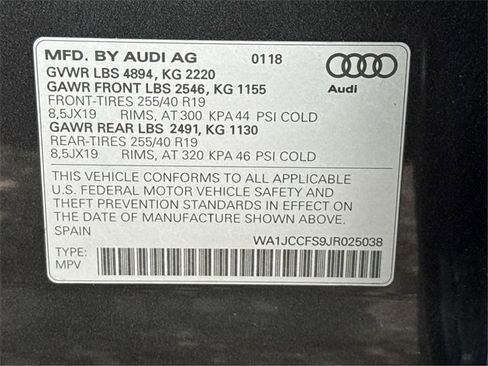 MFD. BY AUDI AG 0118
GVWR LBS 4894, KG 2220
GAWR FRONT LBS 2546, KG 1155
FRONT-TIRES 255/40 R19
8,5JX19 RIMS, AT 300 KPA 44 PSI COLD
GAWR REAR LBS 2491, KG 1130
REAR-TIRES 255/40 R19
8,5JX19 RIMS, AT 320 KPA 46 PSI COLD
Audi
THIS VEHICLE CONFORMS TO ALL APPLICABLE
U.S. FEDERAL MOTOR VEHICLE SAFETY AND
THEFT PREVENTION STANDARDS IN EFFECT ON
THE DATE OF MANUFACTURE SHOWN ABOVE.
SPAIN WA1JCCFS9JR025038
TYPE:
MPV